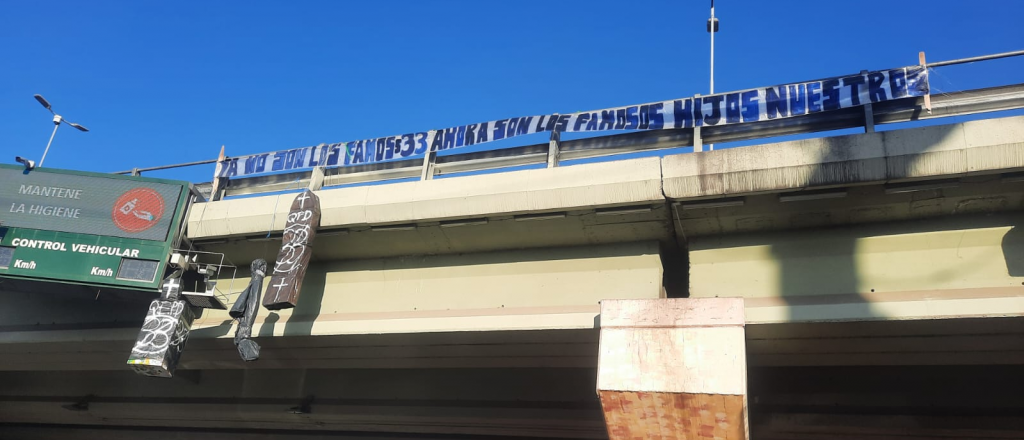 YA NO SON LOS FAMOSOS 33 AHORA SON LOS FAMOSOS HIJOS NUESTROS
MANTENE
LA HIGIENE
CONTROL VEHICULAR
Km/h
Km/h
QFD